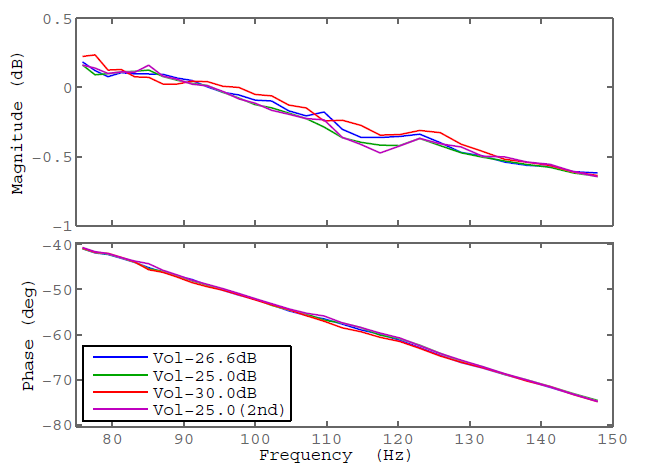 Magnitude (dB)
0.5
0
-0.5
-1
Phase (deg)
-40
-50
-60
-70
-80
Vol-26.6dB
Vol-25.0dB
Vol-30.0dB
Vol-25.0(2nd)
80 90 100 110 120 130 140 150
Frequency (Hz)